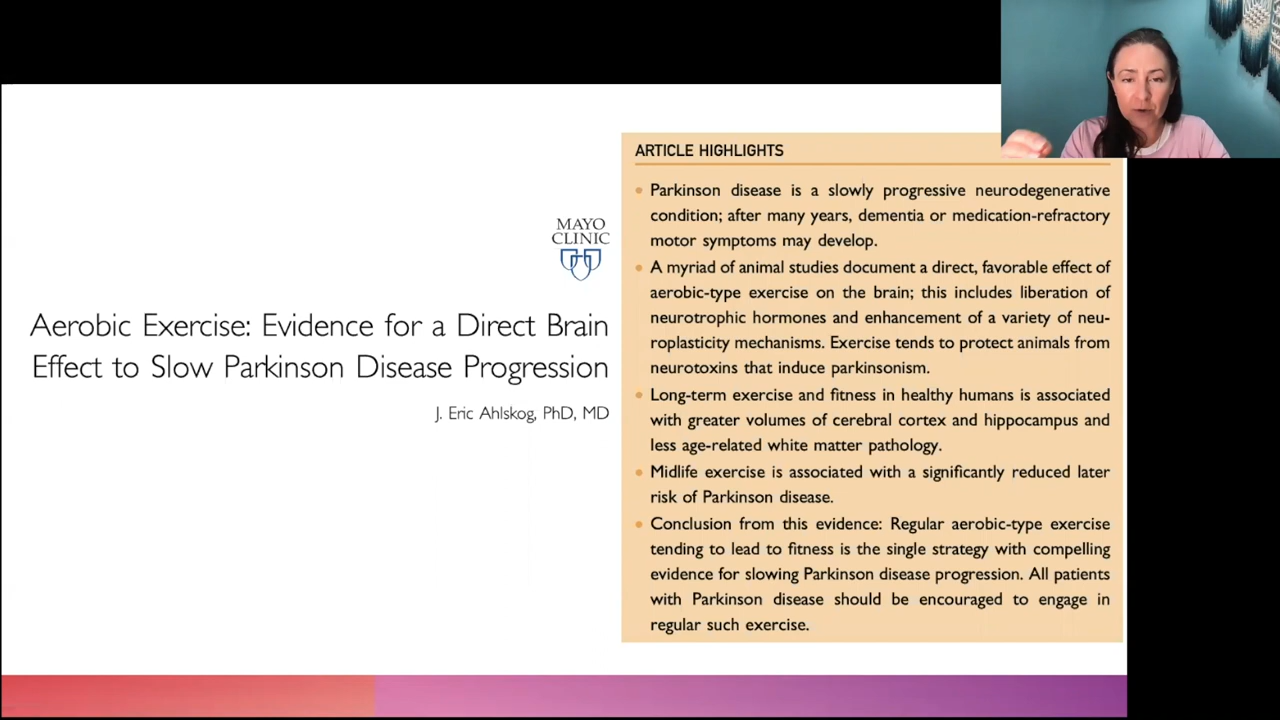 MAYO
CLINIC
Aerobic Exercise: Evidence for a Direct Brain
Effect to Slow Parkinson Disease Progression
J. Eric Ahlskog, PhD, MD
ARTICLE HIGHLIGHTS
• Parkinson disease is a slowly progressive neurodegenerative
condition; after many years, dementia or medication-refractory
motor symptoms may develop.
• A myriad of animal studies document a direct, favorable effect of
aerobic-type exercise on the brain; this includes liberation of
neurotrophic hormones and enhancement of a variety of neu-
roplasticity mechanisms. Exercise tends to protect animals from
neurotoxins that induce parkinsonism.
• Long-term exercise and fitness in healthy humans is associated
with greater volumes of cerebral cortex and hippocampus and
less age-related white matter pathology.
• Midlife exercise is associated with a significantly reduced later
risk of Parkinson disease.
• Conclusion from this evidence: Regular aerobic-type exercise
tending to lead to fitness is the single strategy with compelling
evidence for slowing Parkinson disease progression. All patients
with Parkinson disease should be encouraged to engage in
regular such exercise.